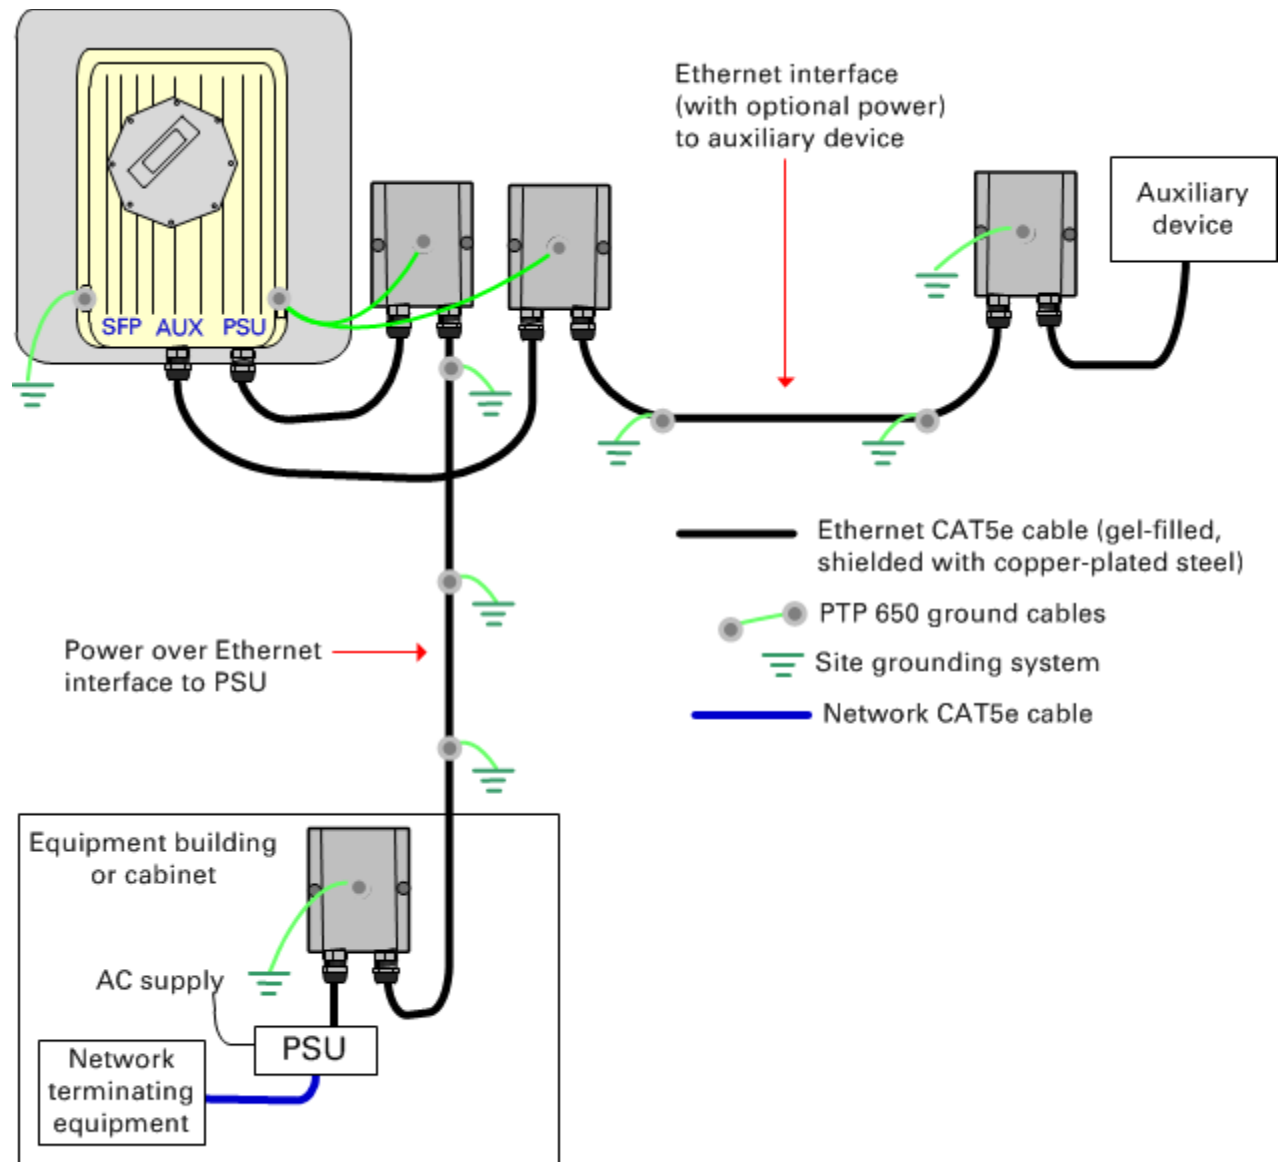 Ethernet interface
(with optional power)
to auxiliary device
Auxiliary
device
SFP AUX PSU
Ethernet CAT5e cable (gel-filled,
shielded with copper-plated steel)
PTP 650 ground cables
Site grounding system
Network CAT5e cable
Power over Ethernet
interface to PSU
Equipment building
or cabinet
AC supply
PSU
Network
terminating
equipment